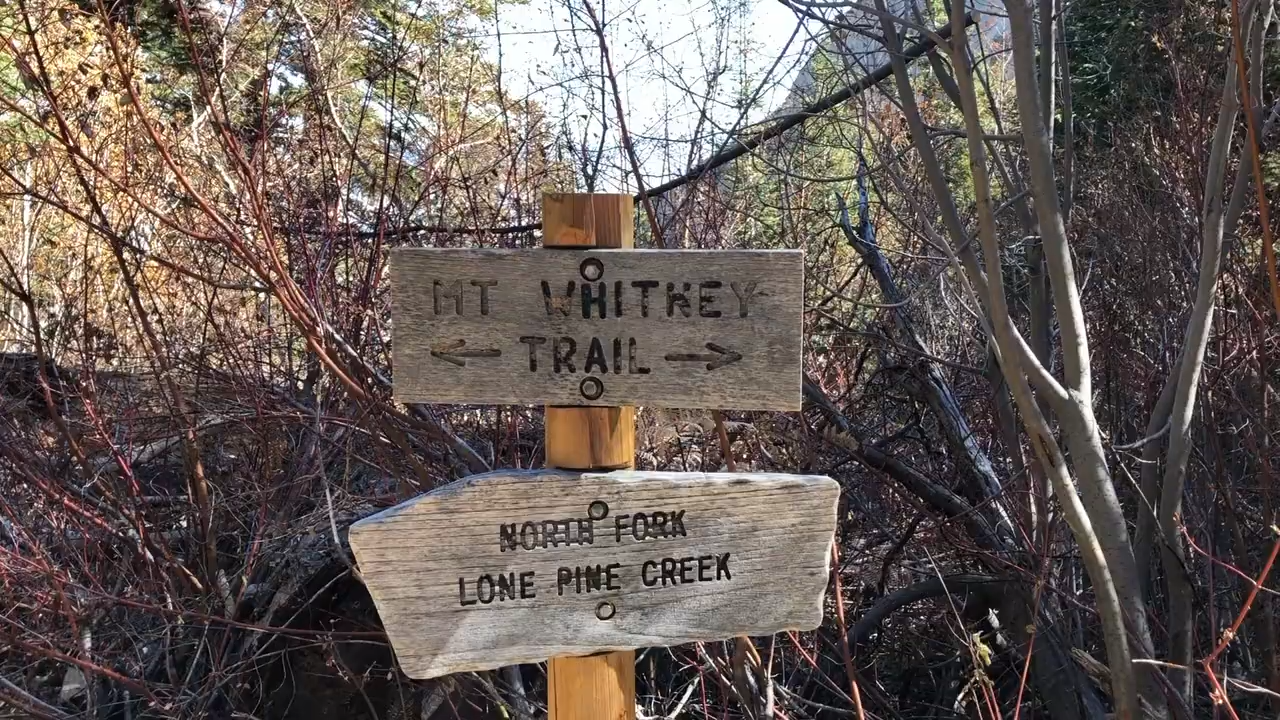 MT WHITNEY
← TRAIL →
NORTH FORK
LONE PINE CREEK